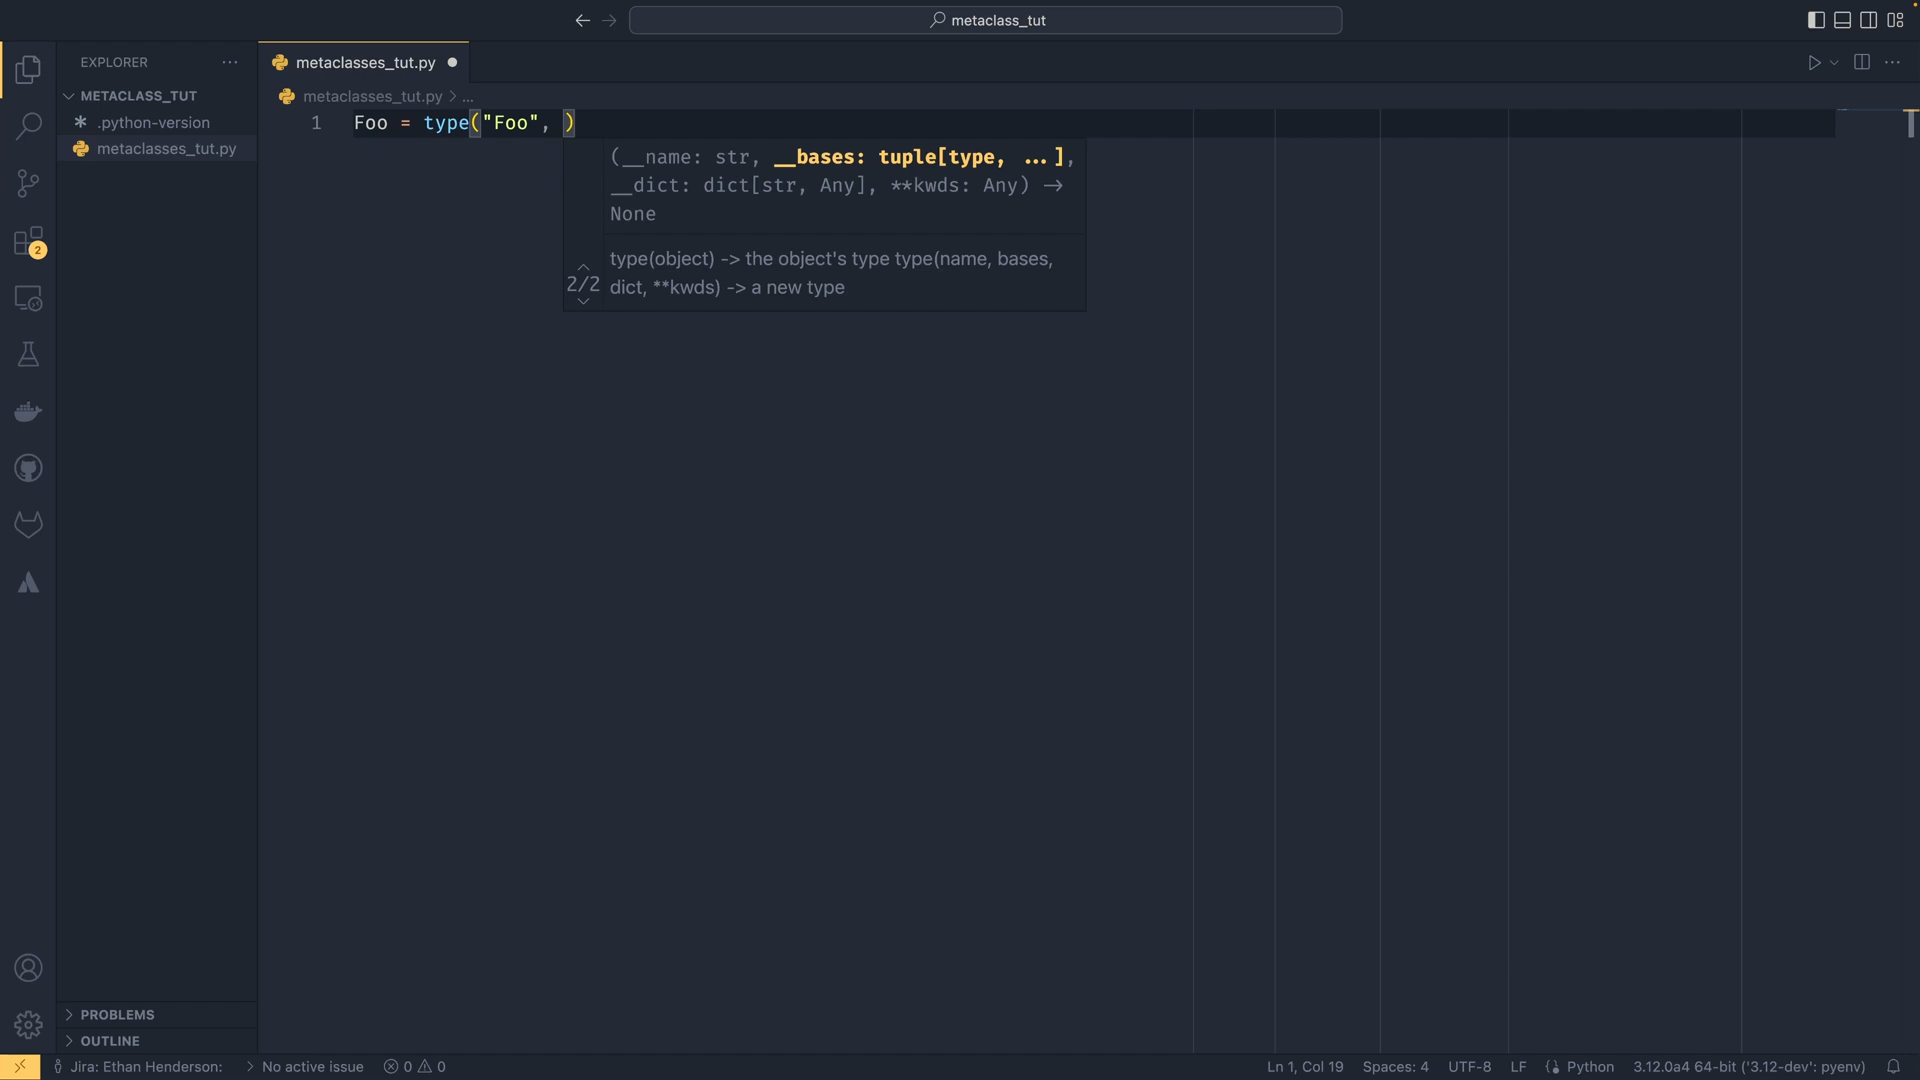 metaclass_tut
EXPLORER
metaclasses_tut.py
METACLASS_TUT
metaclasses_tut.py > ...
.python-version
1 Foo = type("Foo", )
metaclasses_tut.py
(__name: str, __bases: tuple[type, ...],
__dict: dict[str, Any], **kwds: Any) →
None
type(object) -> the object's type type(name, bases,
2/2
dict, **kwds) -> a new type
2
PROBLEMS
OUTLINE
Jira: Ethan Henderson: > No active issue 0 0 Ln 1, Col 19 Spaces: 4 UTF-8 LF Python 3.12.0a4 64-bit ('3.12-dev': pyenv)